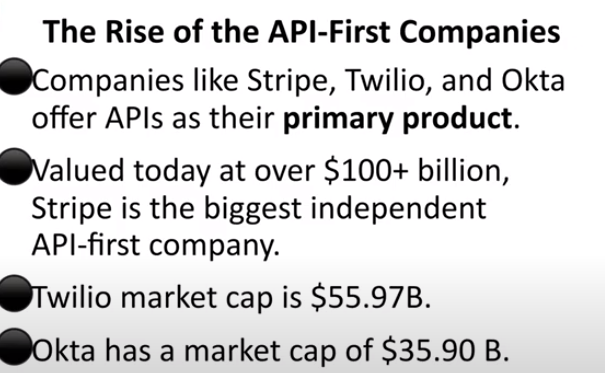 The Rise of the API-First Companies
Companies like Stripe, Twilio, and Okta
offer APIs as their primary product.
Valued today at over $100+ billion,
Stripe is the biggest independent
API-first company.
Twilio market cap is $55.97B.
Okta has a market cap of $35.90 B.